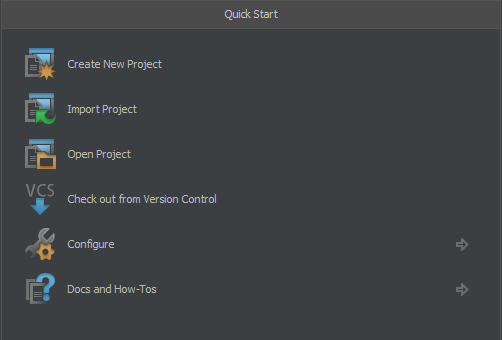 Quick Start
Create New Project
Import Project
Open Project
VCS
Check out from Version Control
Configure
Docs and How-Tos